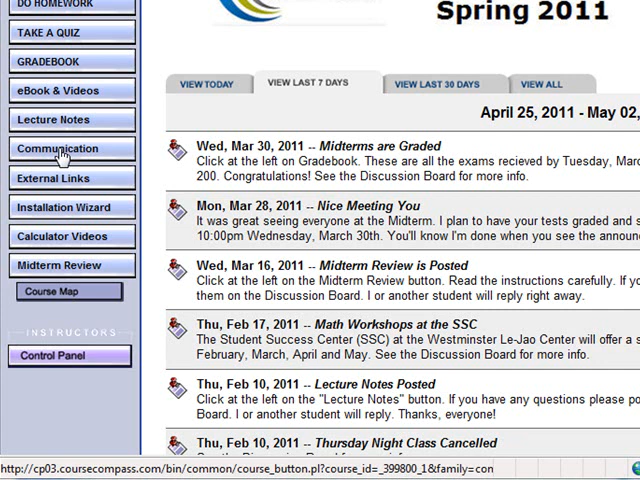 DO HOMEWORK
TAKE A QUIZ
GRADEBOOK
eBook & Videos
Lecture Notes
Communication
External Links
Installation Wizard
Calculator Videos
Midterm Review
Course Map
INSTRUCTORS
Control Panel
Spring 2011
VIEW TODAY
VIEW LAST 7 DAYS
VIEW LAST 30 DAYS
VIEW ALL
April 25, 2011 - May 02,
Wed, Mar 30, 2011 -- Midterms are Graded
Click at the left on Gradebook. These are all the exams recieved by Tuesday, Marc
200. Congratulations! See the Discussion Board for more info.
Mon, Mar 28, 2011 -- Nice Meeting You
It was great seeing everyone at the Midterm. I plan to have your tests graded and s
10:00pm Wednesday, March 30th. You'll know I'm done when you see the announ
Wed, Mar 16, 2011 -- Midterm Review is Posted
Click at the left on the Midterm Review button. Read the instructions carefully. If yo
them on the Discussion Board. I or another student will reply right away.
Thu, Feb 17, 2011 -- Math Workshops at the SSC
The Student Success Center (SSC) at the Westminster Le-Jao Center will offer a s
February, March, April and May. See the Discussion Board for more info.
Thu, Feb 10, 2011 -- Lecture Notes Posted
Click at the left on the "Lecture Notes" button. If you have any questions please po
Board. I or another student will reply. Thanks, everyone!
Thu, Feb 10, 2011 -- Thursday Night Class Cancelled
http://cp03.coursecompass.com/bin/common/course_button.pl?course_id=_399800_1&family=con